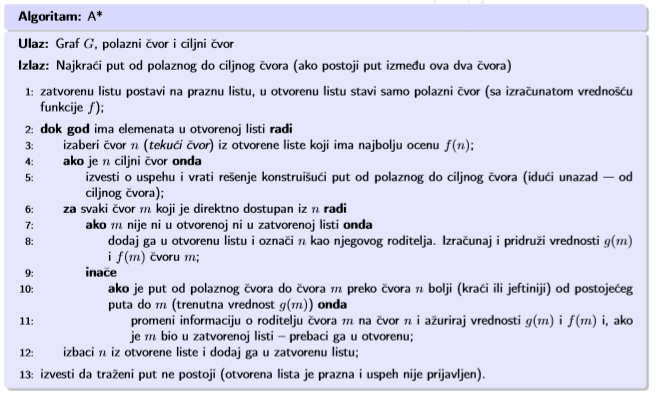 Algoritam: A*
Ulaz: Graf G, polazni čvor i ciljni čvor
Izlaz: Najkraći put od polaznog do ciljnog čvora (ako postoji put između ova dva čvora)
1: zatvorenu listu postavi na praznu listu, u otvorenu listu stavi samo polazni čvor (sa izračunatom vrednošću
funkcije f);
2: dok god ima elemenata u otvorenoj listi radi
3: izaberi čvor n (tekući čvor) iz otvorene liste koji ima najbolju ocenu f(n);
4: ako je n ciljni čvor onda
5: izvesti o uspehu i vrati rešenje konstruišući put od polaznog do ciljnog čvora (idući unazad — od
ciljnog čvora);
6: za svaki čvor m koji je direktno dostupan iz n radi
7: ako m nije ni u otvorenoj ni u zatvorenoj listi onda
8: dodaj ga u otvorenu listu i označi n kao njegovog roditelja. Izračunaj i pridruži vrednosti g(m)
i f(m) čvoru m;
9: inače
10: ako je put od polaznog čvora do čvora m preko čvora n bolji (kraći ili jeftiniji) od postojećeg
puta do m (trenutna vrednost g(m)) onda
11: promeni informaciju o roditelju čvora m na čvor n i ažuriraj vrednosti g(m) i f(m) i, ako
je m bio u zatvorenoj listi – prebaci ga u otvorenu;
12: izbaci n iz otvorene liste i dodaj ga u zatvorenu listu;
13: izvesti da traženi put ne postoji (otvorena lista je prazna i uspeh nije prijavljen).